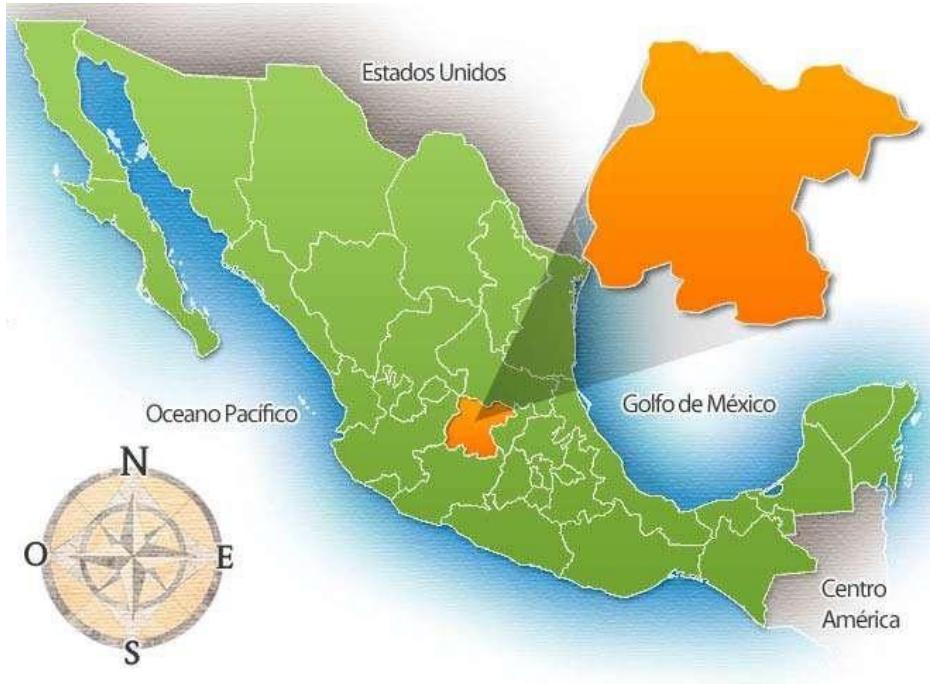 Estados Unidos
Oceano Pacífico
Golfo de México
N
O
E
S
Centro
América